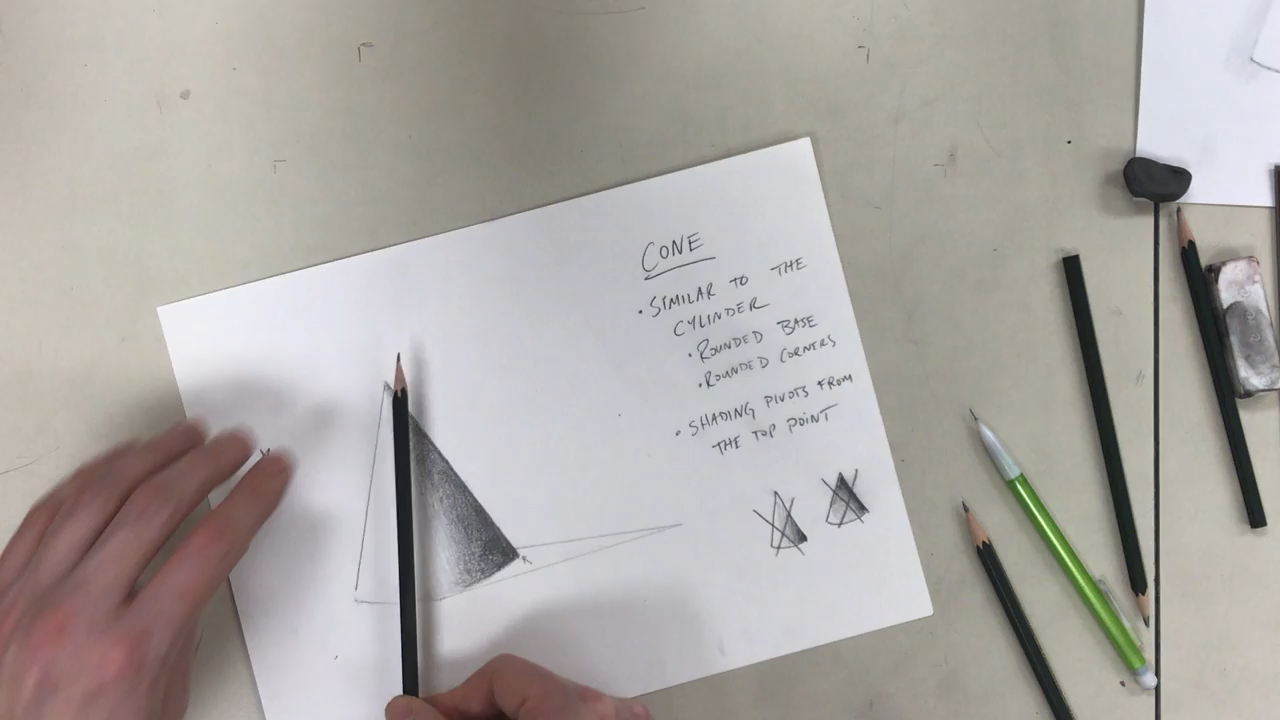 CONE
• SIMILAR TO THE
CYLINDER
• ROUNDED BASE
• ROUNDED CORNERS
• SHADING PIVOTS FROM
THE TOP POINT